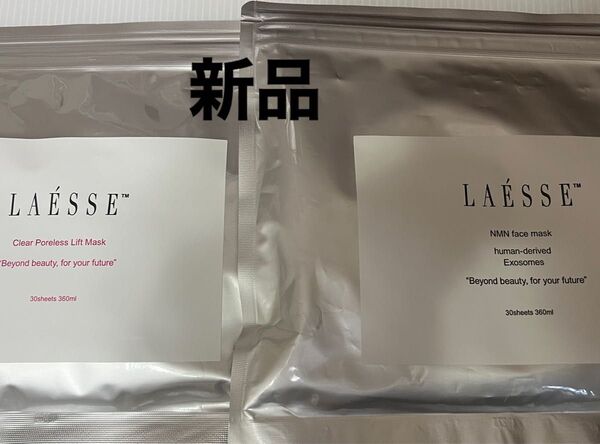 新品
LAÉSSE™
Clear Poreless Lift Mask
"Beyond beauty, for your future"
30sheets 360ml
LAÉSSE™
NMN face mask
human-derived
Exosomes
"Beyond beauty, for your future"
30sheets 360ml